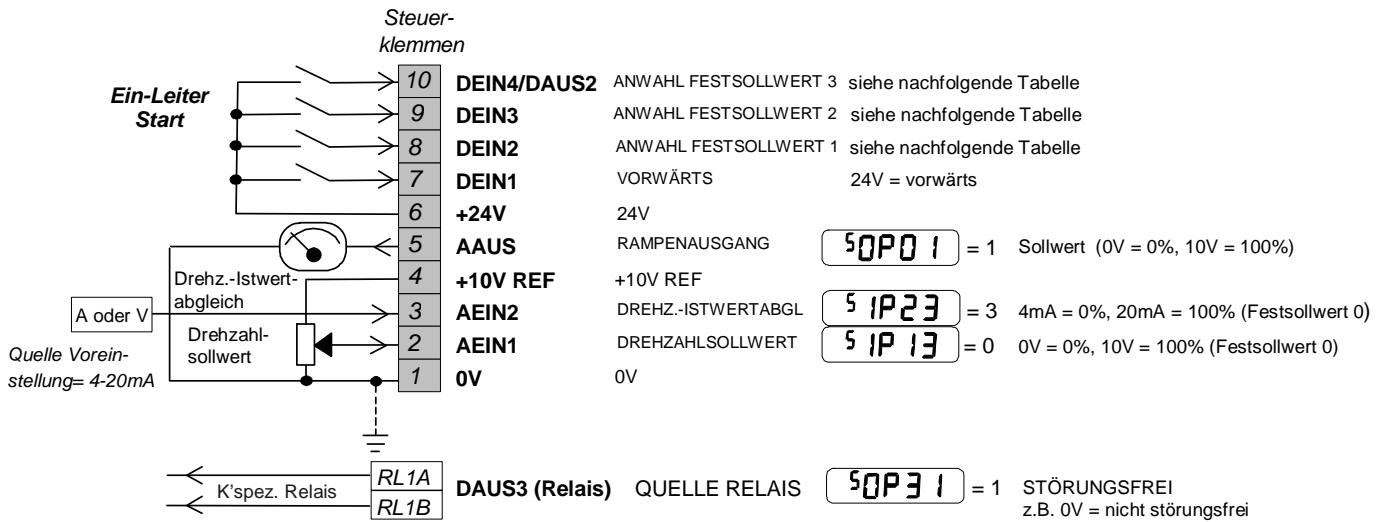 Steuer-
klemmen
Ein-Leiter
Start
10 DEIN4/DAUS2 ANWAHL FESTSOLLWERT 3 siehe nachfolgende Tabelle
9 DEIN3 ANWAHL FESTSOLLWERT 2 siehe nachfolgende Tabelle
8 DEIN2 ANWAHL FESTSOLLWERT 1 siehe nachfolgende Tabelle
7 DEIN1 VORWÄRTS 24V = vorwärts
6 +24V 24V
5 AAUS RAMPENAUSGANG SOP01 = 1 Sollwert (0V = 0%, 10V = 100%)
Drehz.-Istwert-
abgleich
4 +10V REF +10V REF
A oder V
3 AEIN2 DREHZ.-ISTWERTABGL SIP23 = 3 4mA = 0%, 20mA = 100% (Festsollwert 0)
Drehzahl-
sollwert
2 AEIN1 DREHZAHLSOLLWERT SIP13 = 0 0V = 0%, 10V = 100% (Festsollwert 0)
Quelle Vorein-
stellung= 4-20mA
1 0V 0V
K'spez. Relais
RL1A
RL1B
DAUS3 (Relais) QUELLE RELAIS SOP31 = 1 STÖRUNGSFREI
z.B. 0V = nicht störungsfrei